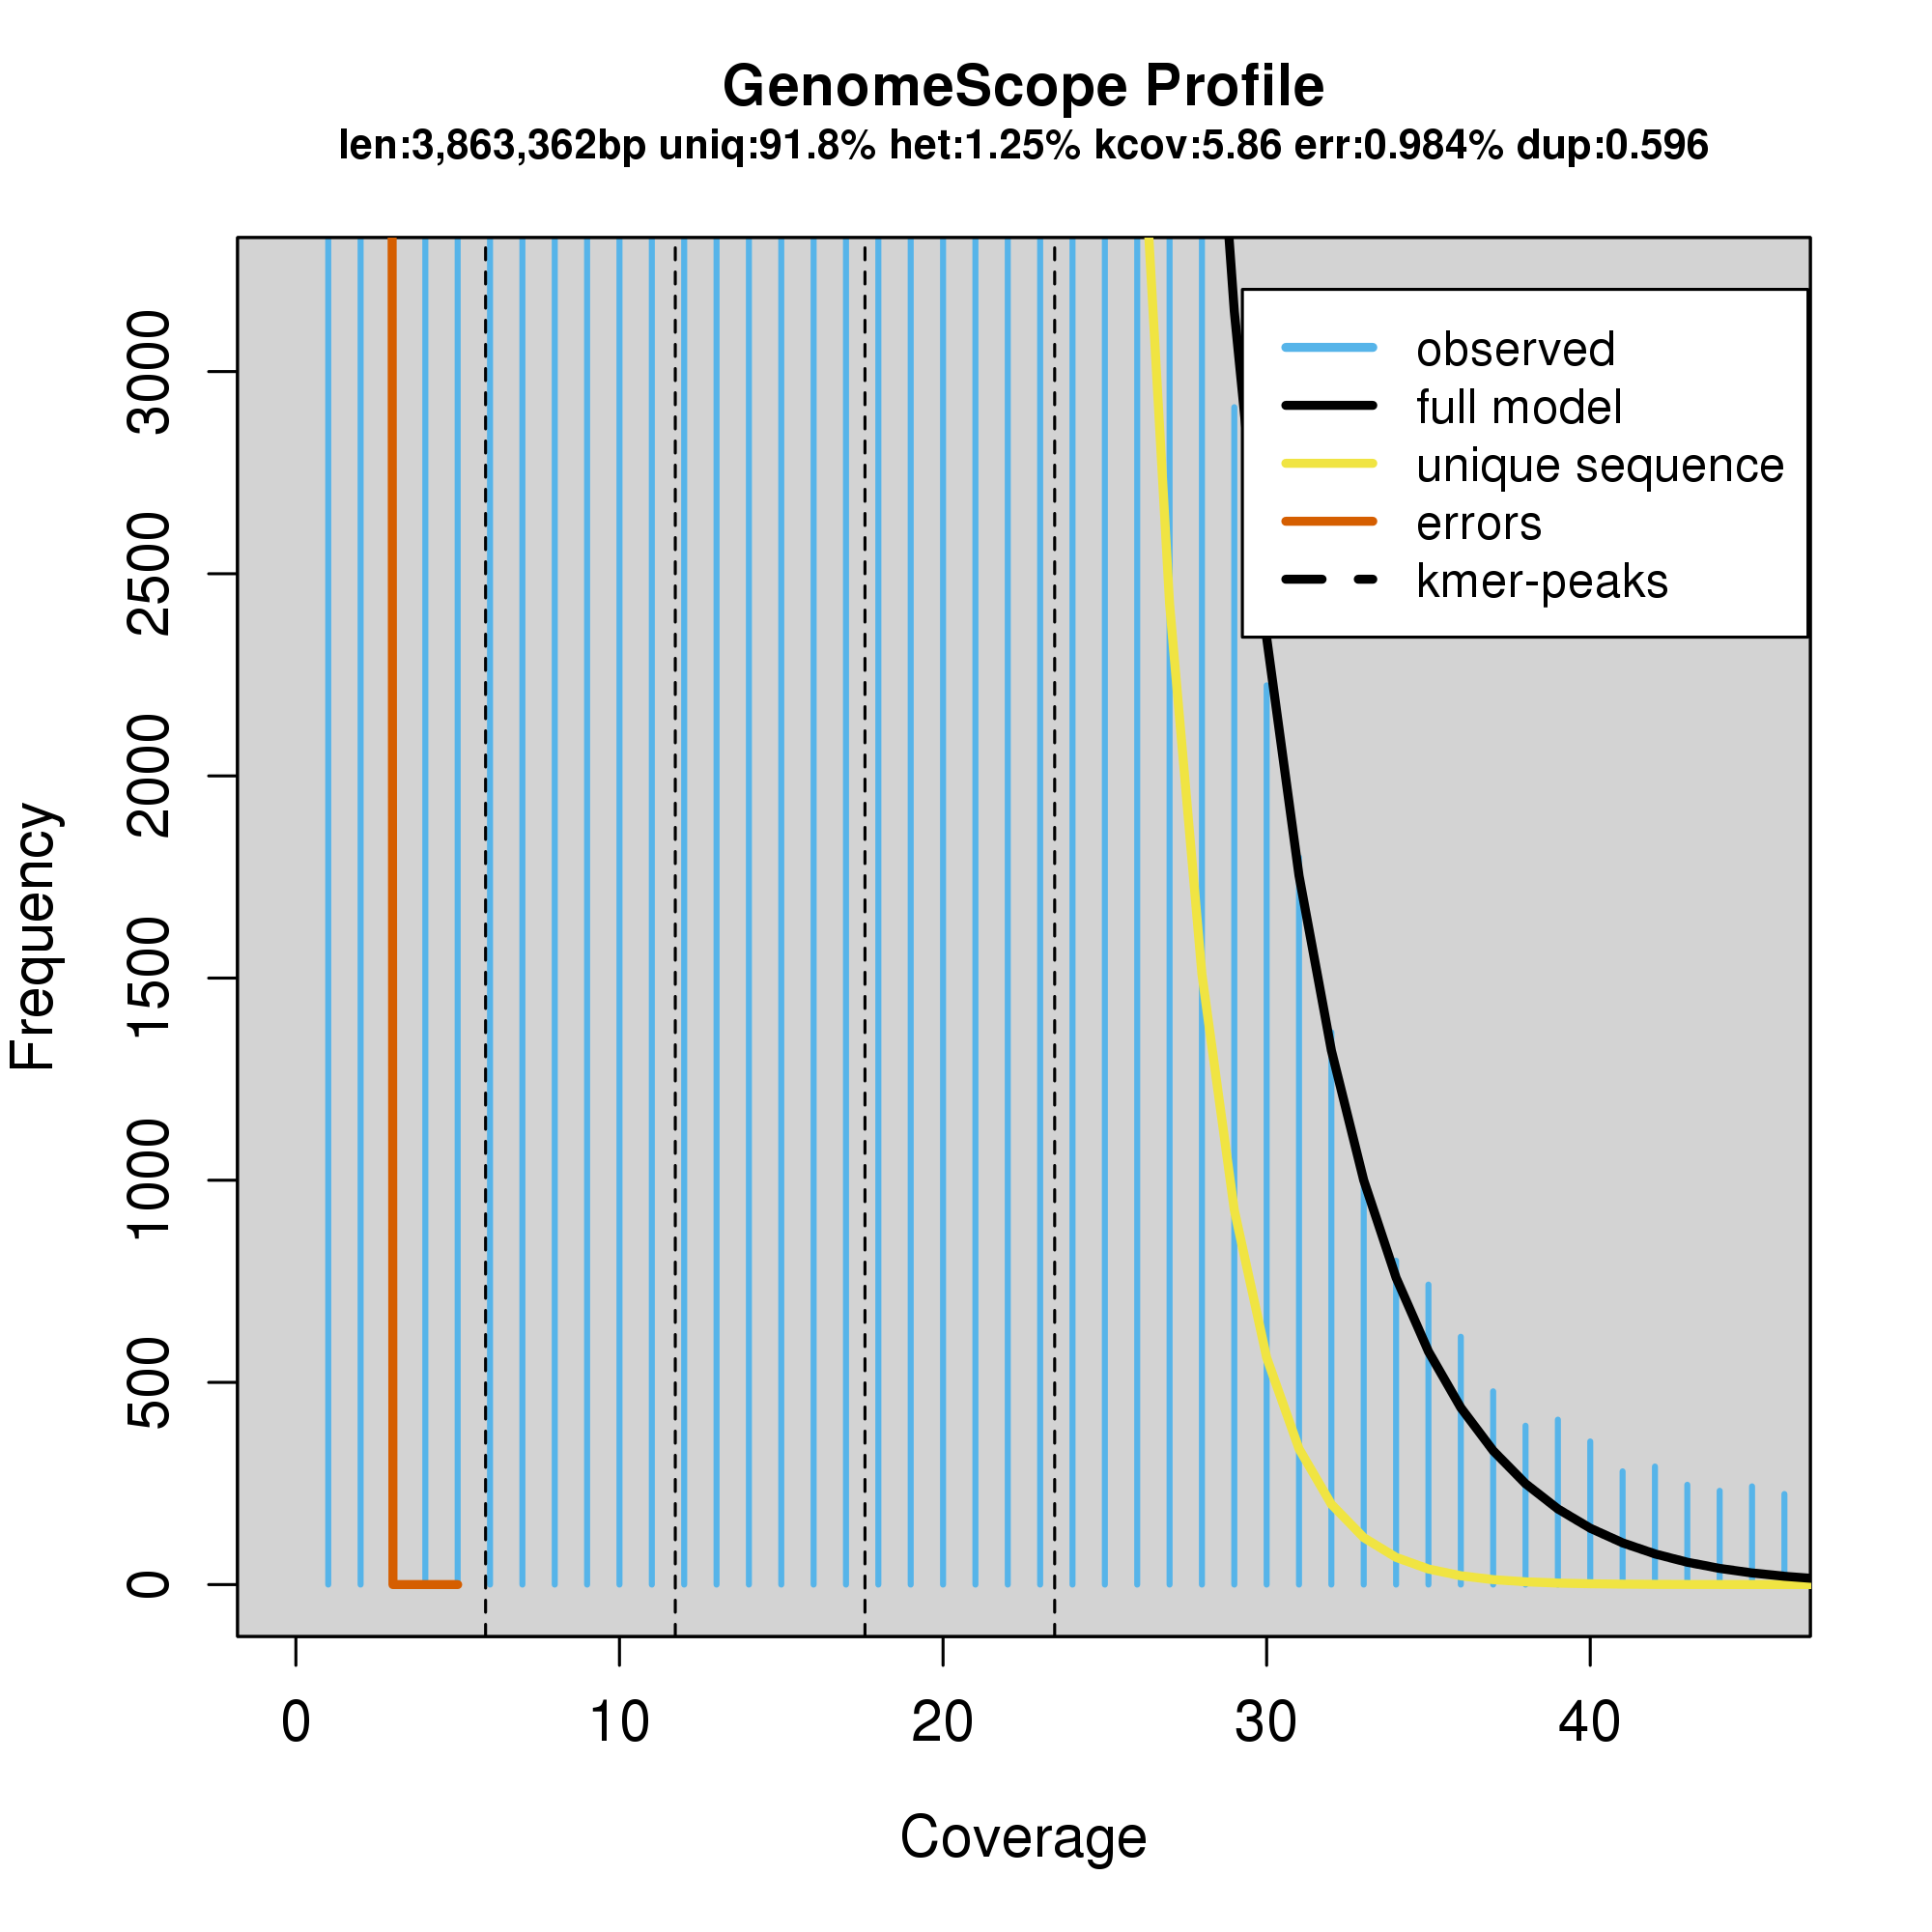 GenomeScope Profile
len:3,863,362bp uniq:91.8% het:1.25% kcov:5.86 err:0.984% dup:0.596
observed
full model
unique sequence
errors
kmer-peaks
3000
2500
2000
1500
1000
500
0
Frequency
0 10 20 30 40
Coverage